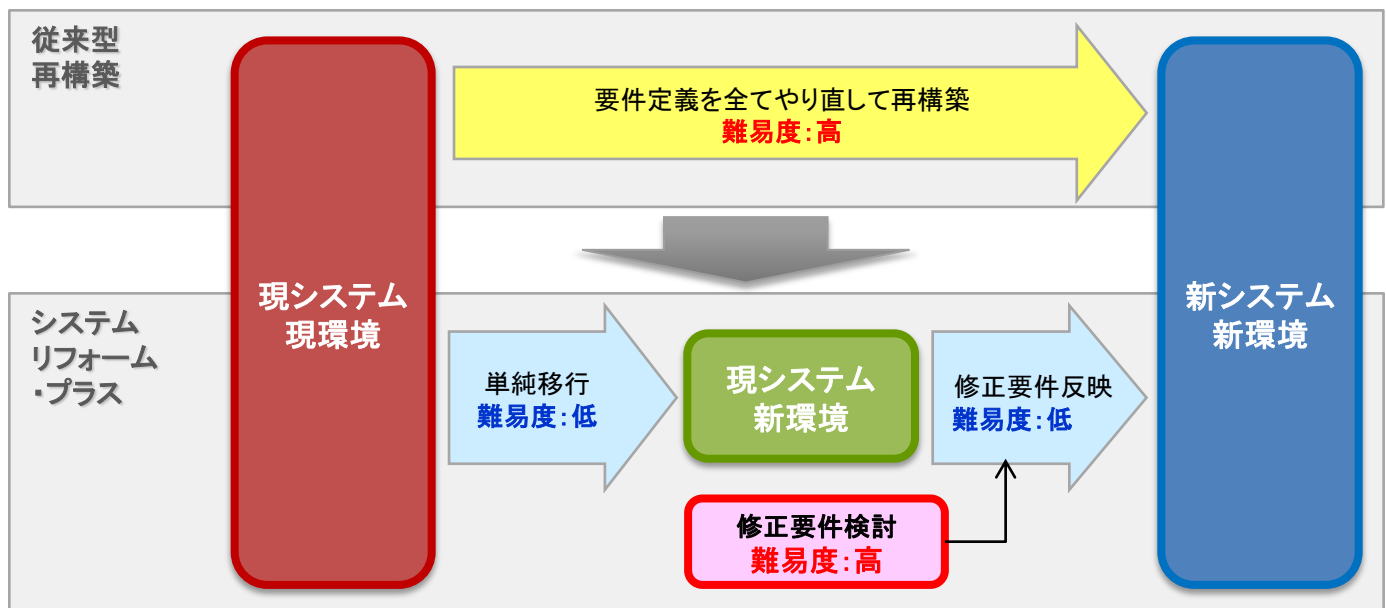 従来型
再構築
要件定義を全てやり直して再構築
難易度：高
現システム
現環境
新システム
新環境
システム
リフォーム
・プラス
単純移行
難易度：低
現システム
新環境
修正要件反映
難易度：低
修正要件検討
難易度：高